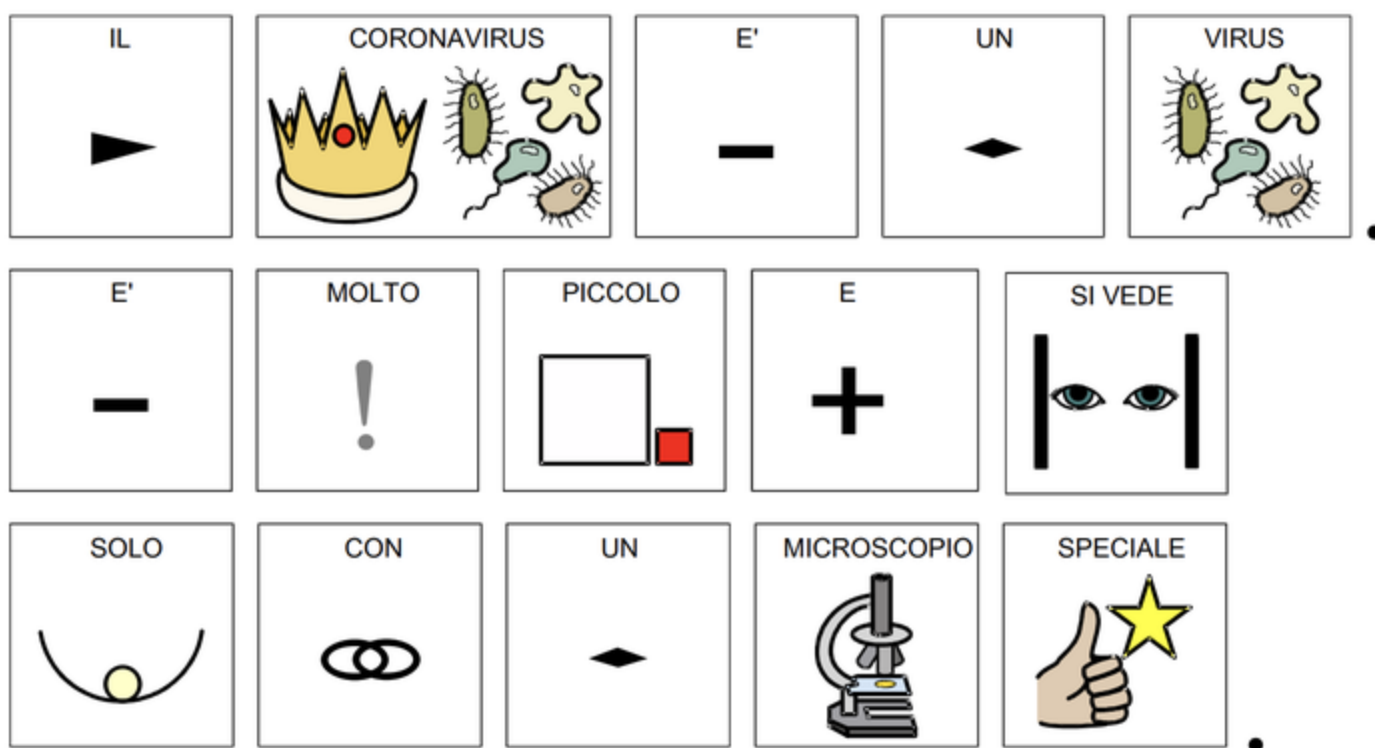 IL CORONAVIRUS E' UN VIRUS .
E' MOLTO PICCOLO E SI VEDE
SOLO CON UN MICROSCOPIO SPECIALE .